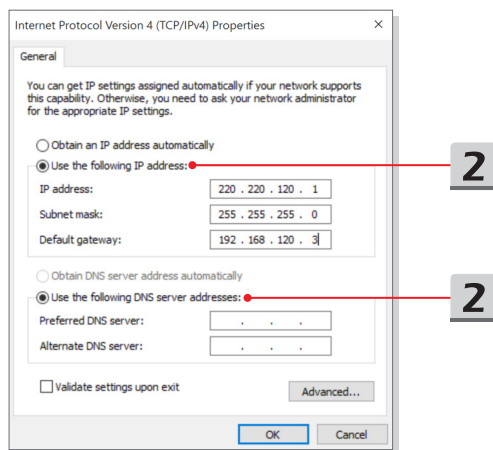 Internet Protocol Version 4 (TCP/IPv4) Properties
General
You can get IP settings assigned automatically if your network supports
this capability. Otherwise, you need to ask your network administrator
for the appropriate IP settings.
Obtain an IP address automatically
Use the following IP address:
2
IP address: 220 . 220 . 120 . 1
Subnet mask: 255 . 255 . 255 . 0
Default gateway: 192 . 168 . 120 . 3
Obtain DNS server address automatically
Use the following DNS server addresses:
2
Preferred DNS server: . . .
Alternate DNS server: . . .
Validate settings upon exit
Advanced...
OK Cancel